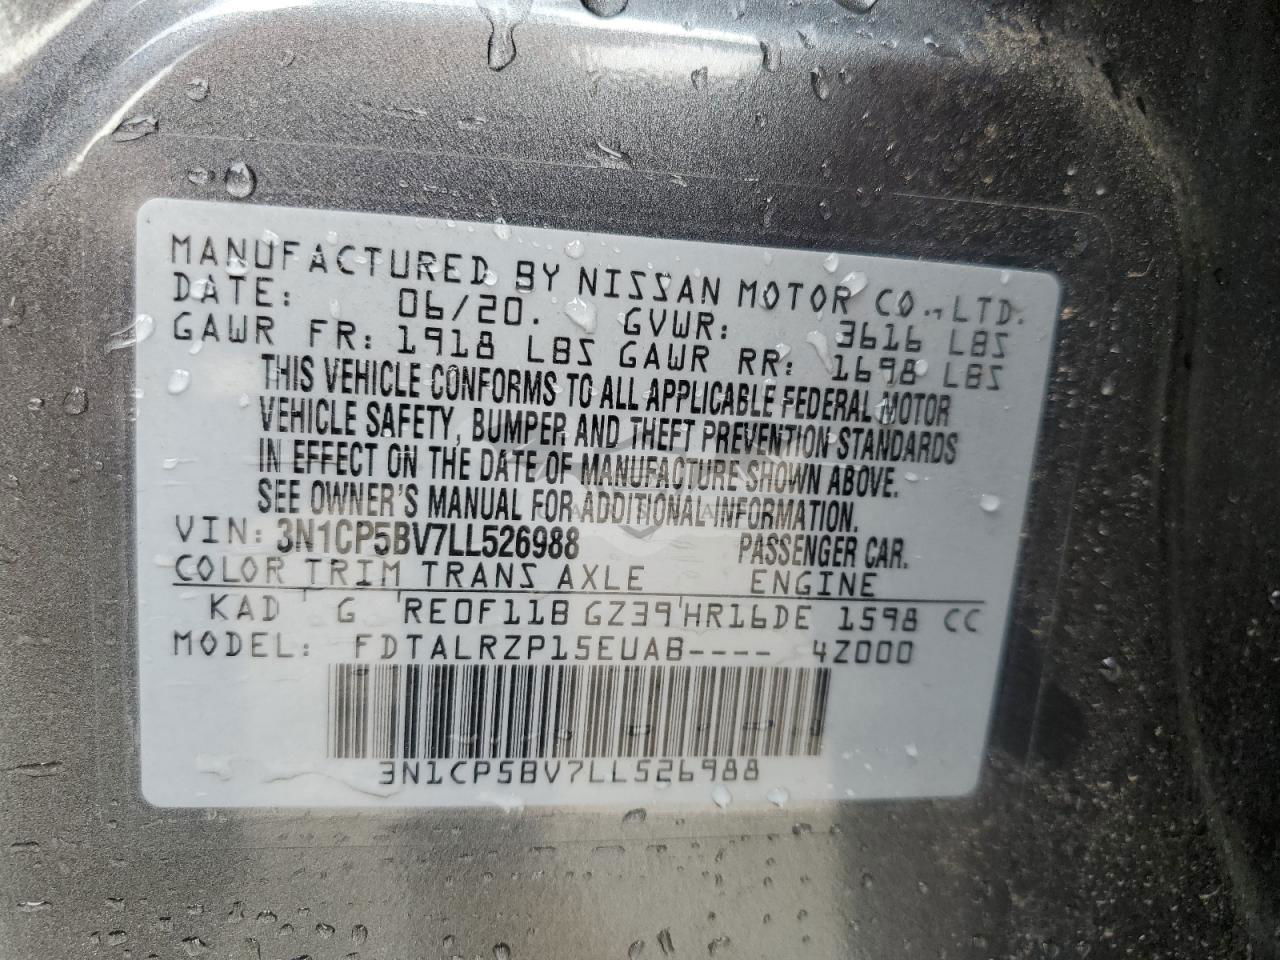 MANUFACTURED BY NISSAN MOTOR CO., LTD.
DATE: 06/20. GVWR: 3616 LBS
GAWR FR: 1918 LBS GAWR RR: 1698 LBS
THIS VEHICLE CONFORMS TO ALL APPLICABLE FEDERAL MOTOR
VEHICLE SAFETY, BUMPER AND THEFT PREVENTION STANDARDS
IN EFFECT ON THE DATE OF MANUFACTURE SHOWN ABOVE.
SEE OWNER'S MANUAL FOR ADDITIONAL INFORMATION.
VIN: 3N1CP5BV7LL526988 PASSENGER CAR.
COLOR TRIM TRANS AXLE ENGINE
KAD G RE0F11B GZ39 HR16DE 1598 CC
MODEL: FDTALRZP15EUAB---- 4Z000
3N1CP5BV7LL526988